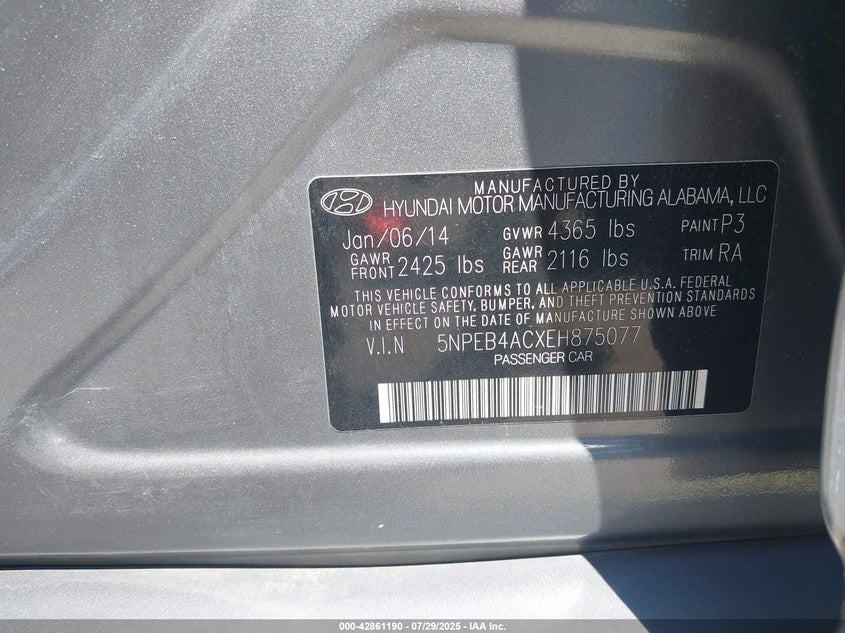 MANUFACTURED BY
HYUNDAI MOTOR MANUFACTURING ALABAMA, LLC
Jan/06/14 GVWR 4365 lbs PAINT P3
GAWR FRONT 2425 lbs GAWR REAR 2116 lbs TRIM RA
THIS VEHICLE CONFORMS TO ALL APPLICABLE U.S.A. FEDERAL
MOTOR VEHICLE SAFETY, BUMPER, AND THEFT PREVENTION STANDARDS
IN EFFECT ON THE DATE OF MANUFACTURE SHOWN ABOVE
V.I.N 5NPEB4ACXEH875077
PASSENGER CAR
000-42861190 - 07/29/2025 - IAA Inc.